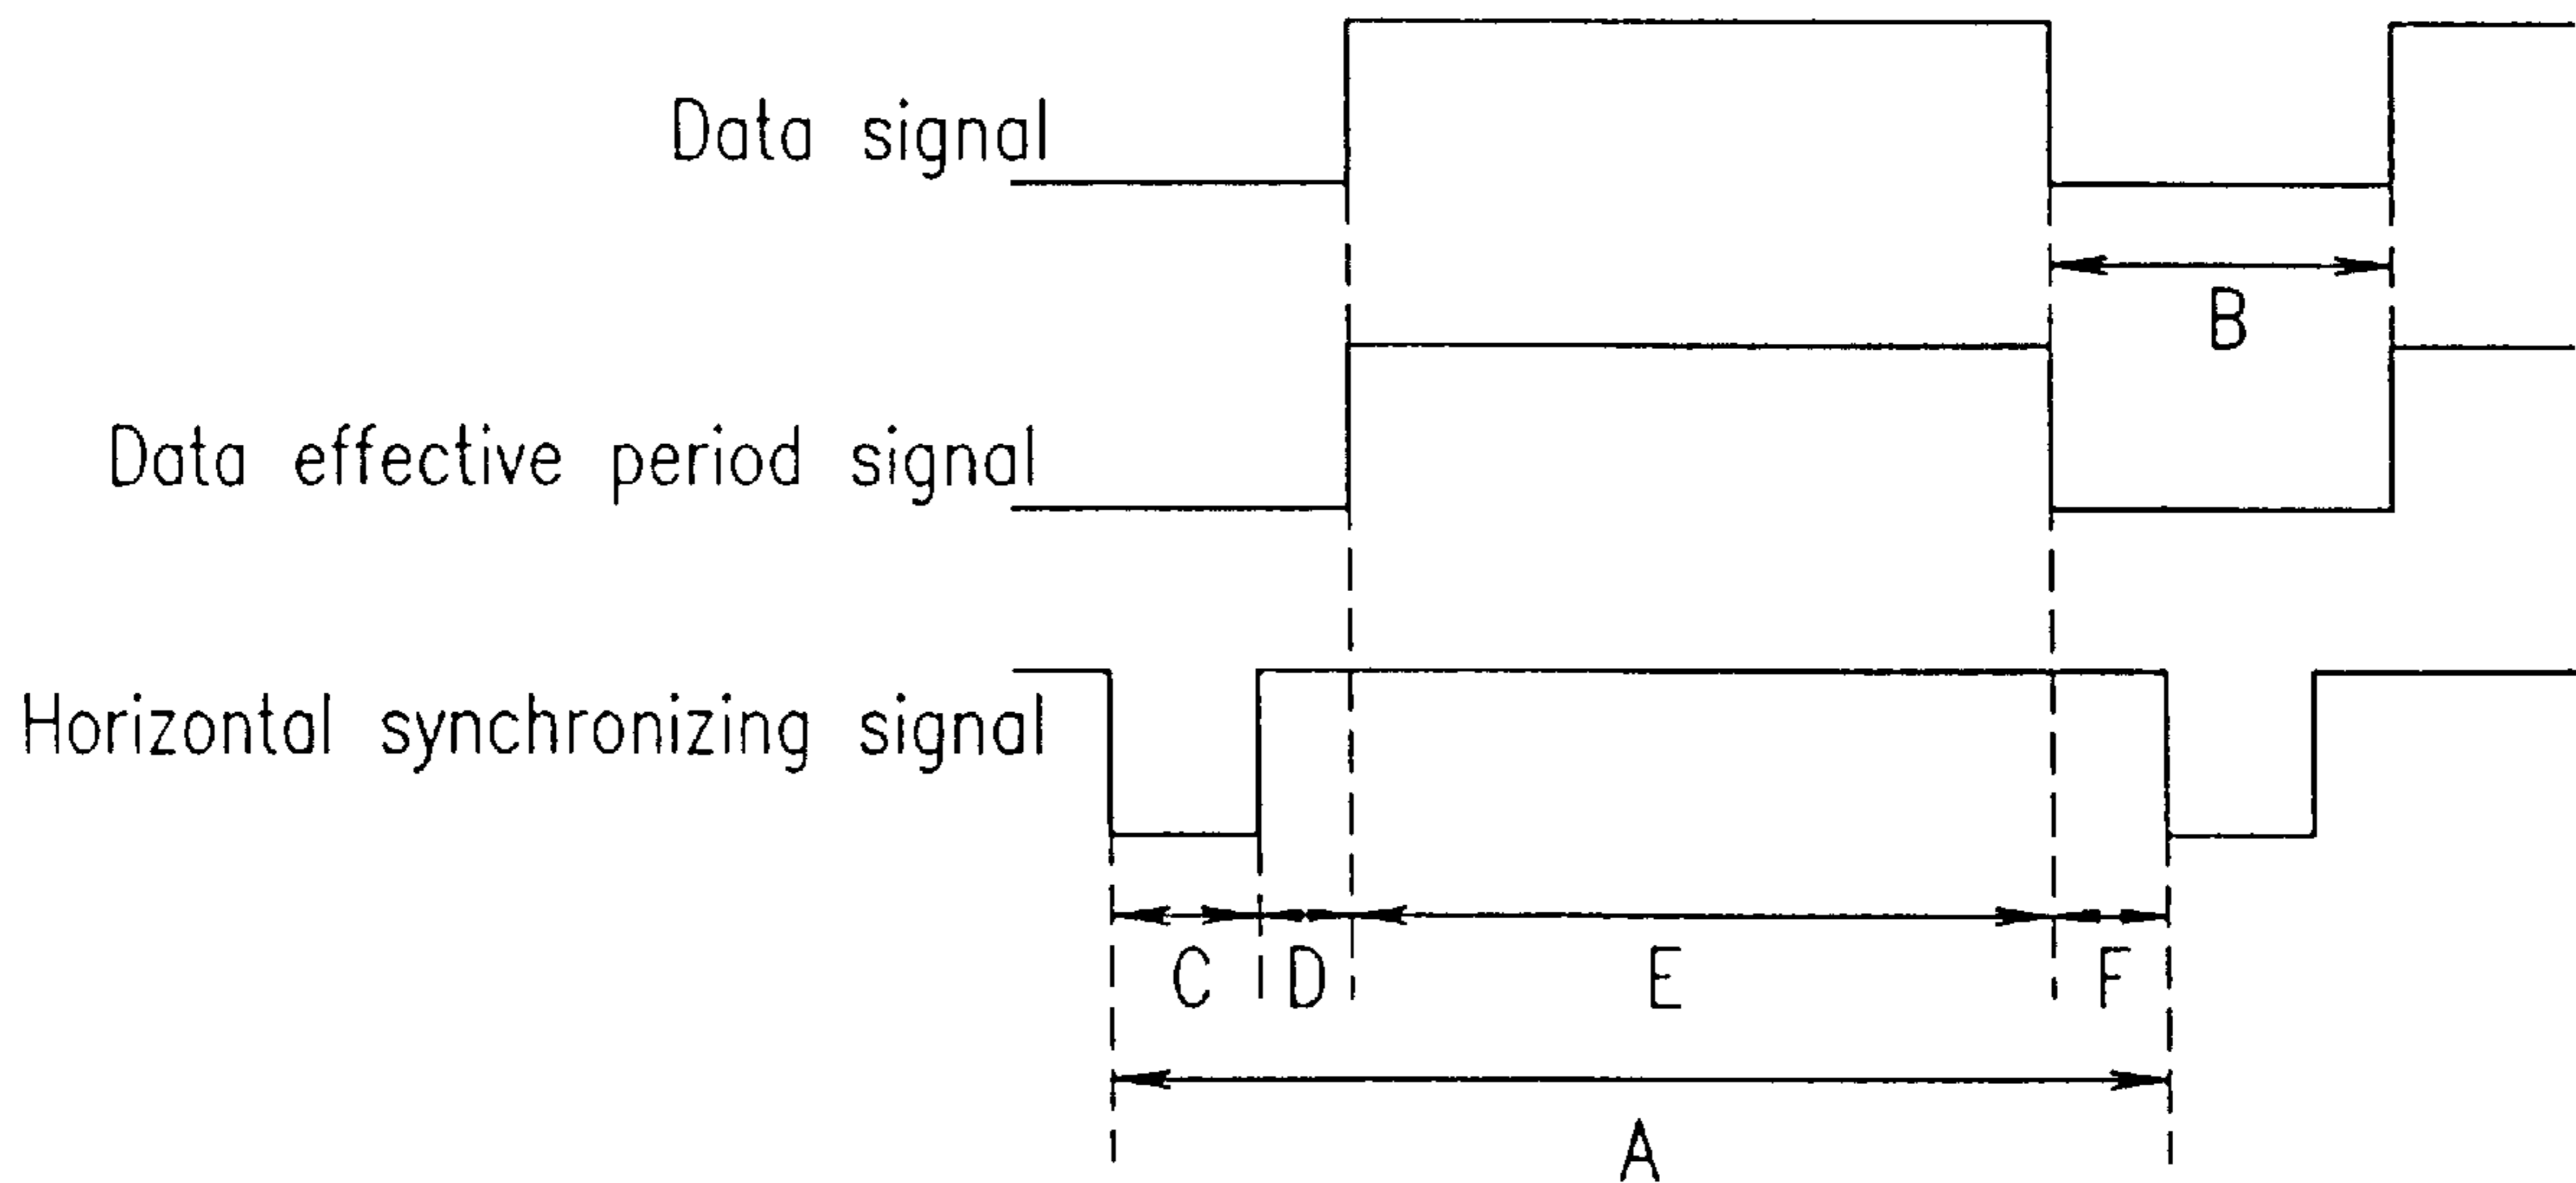 Data signal
B
Data effective period signal
Horizontal synchronizing signal
C D E F
A